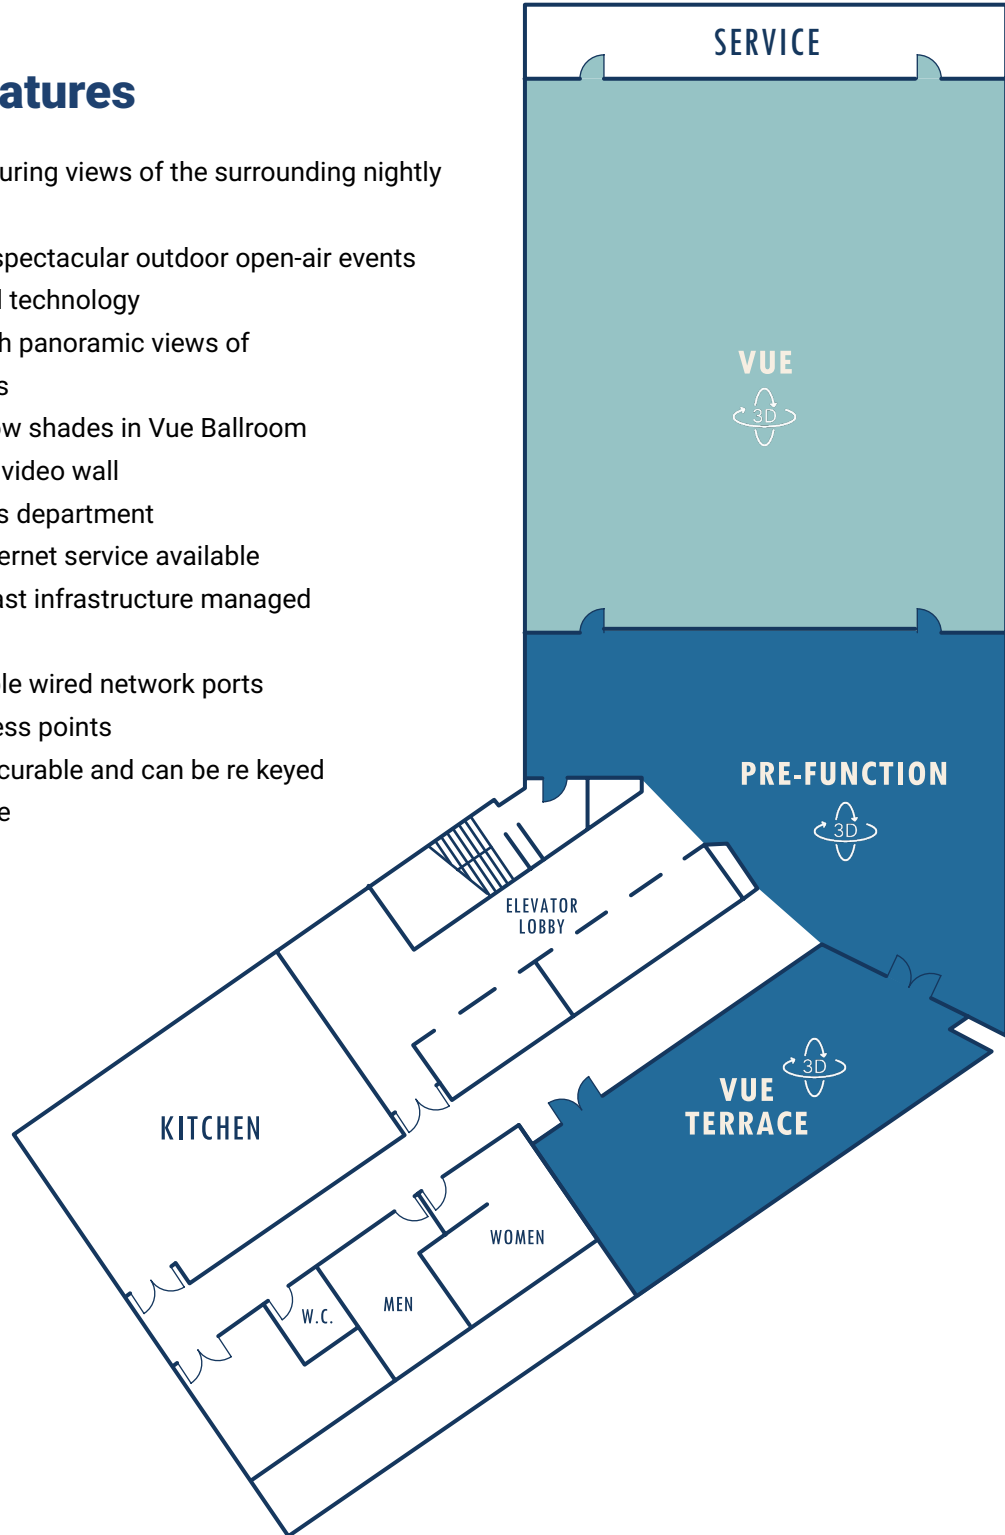 atures
uring views of the surrounding nightly
spectacular outdoor open-air events
l technology
h panoramic views of
s
ow shades in Vue Ballroom
video wall
s department
ernet service available
ast infrastructure managed
ble wired network ports
ess points
curable and can be re keyed
e
SERVICE
VUE
3D
PRE-FUNCTION
3D
ELEVATOR
LOBBY
3D
VUE
TERRACE
KITCHEN
WOMEN
MEN
W.C.